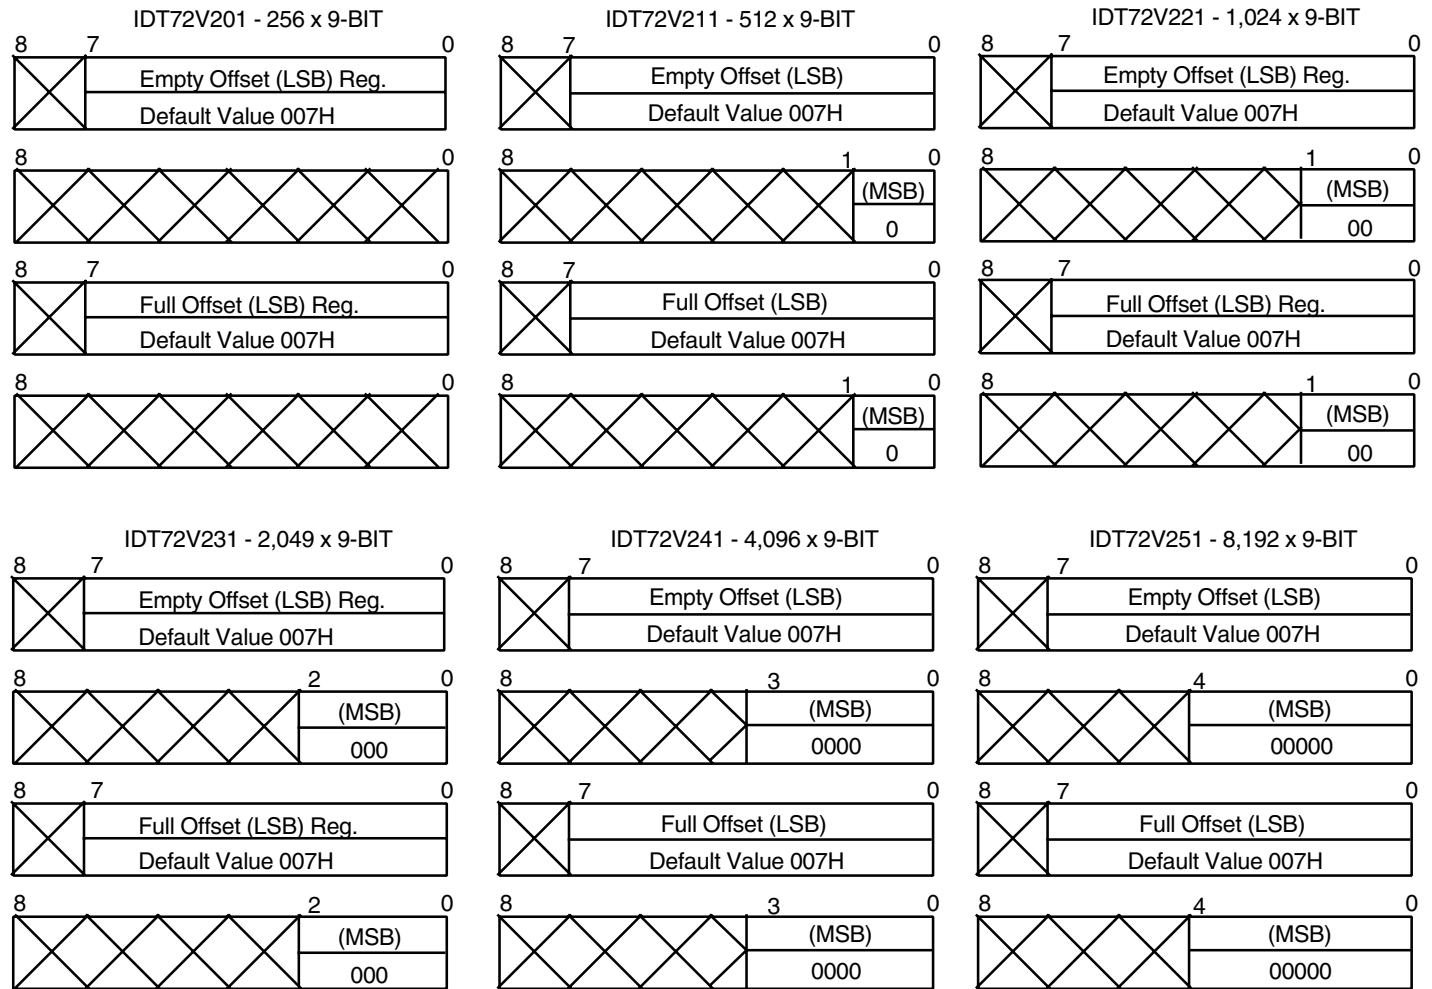 IDT72V201 - 256 x 9-BIT
8 7 0
Empty Offset (LSB) Reg.
Default Value 007H
8 0
8 7 0
Full Offset (LSB) Reg.
Default Value 007H
8 0
IDT72V211 - 512 x 9-BIT
8 7 0
Empty Offset (LSB)
Default Value 007H
8 1 0
(MSB)
0
8 7 0
Full Offset (LSB)
Default Value 007H
8 1 0
(MSB)
0
IDT72V221 - 1,024 x 9-BIT
8 7 0
Empty Offset (LSB) Reg.
Default Value 007H
8 1 0
(MSB)
00
8 7 0
Full Offset (LSB) Reg.
Default Value 007H
8 1 0
(MSB)
00
IDT72V231 - 2,049 x 9-BIT
8 7 0
Empty Offset (LSB) Reg.
Default Value 007H
8 2 0
(MSB)
000
8 7 0
Full Offset (LSB) Reg.
Default Value 007H
8 2 0
(MSB)
000
IDT72V241 - 4,096 x 9-BIT
8 7 0
Empty Offset (LSB)
Default Value 007H
8 3 0
(MSB)
0000
8 7 0
Full Offset (LSB)
Default Value 007H
8 3 0
(MSB)
0000
IDT72V251 - 8,192 x 9-BIT
8 7 0
Empty Offset (LSB)
Default Value 007H
8 4 0
(MSB)
00000
8 7 0
Full Offset (LSB)
Default Value 007H
8 4 0
(MSB)
00000